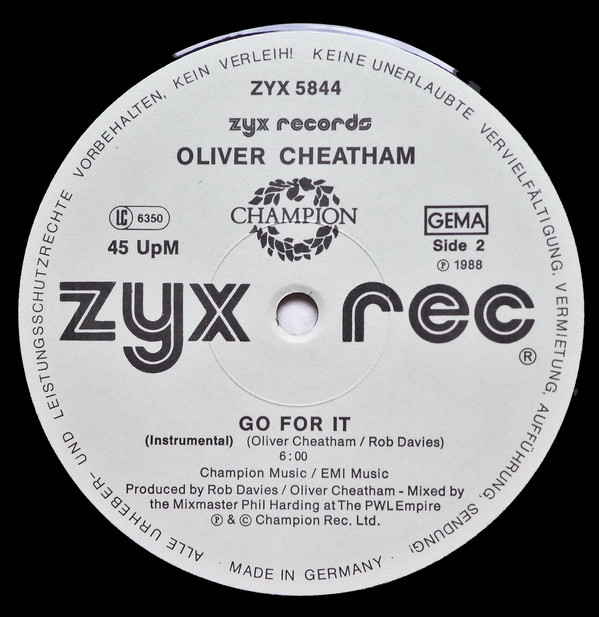 ALLE URHEBER- UND LEISTUNGSSCHUTZRECHTE VORBEHALTEN, KEIN VERLEIH! KEINE UNERLAUBTE VERVIELFÄLTIGUNG, VERMIETUNG, AUFFÜHRUNG, SENDUNG!
ZYX 5844
zyx records
OLIVER CHEATHAM
CHAMPION
LC 6350
GEMA
45 UpM
Side 2
℗ 1988
zyx rec
®
GO FOR IT
(Instrumental) (Oliver Cheatham / Rob Davies)
6:00
Champion Music / EMI Music
Produced by Rob Davies / Oliver Cheatham - Mixed by
the Mixmaster Phil Harding at The PWL Empire
℗ & © Champion Rec. Ltd.
· MADE IN GERMANY ·